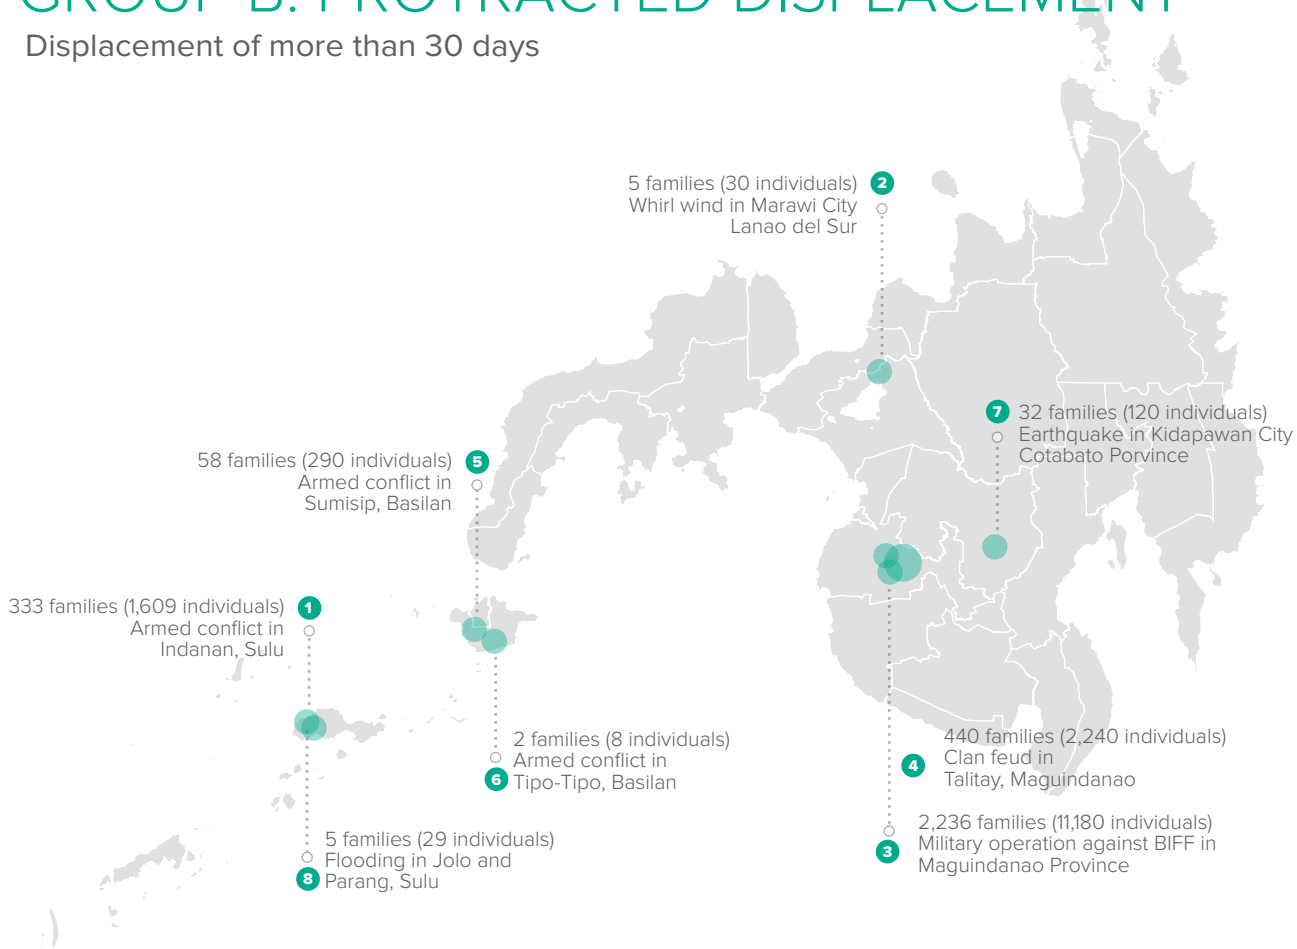 GROUP B: PROTRACTED DISPLACEMENT
Displacement of more than 30 days
5 families (30 individuals)
2
Whirl wind in Marawi City
Lanao del Sur
7
32 families (120 individuals)
Earthquake in Kidapawan City
Cotabato Porvince
58 families (290 individuals)
5
Armed conflict in
Sumisip, Basilan
333 families (1,609 individuals)
1
Armed conflict in
Indanan, Sulu
2 families (8 individuals)
Armed conflict in
6
Tipo-Tipo, Basilan
440 families (2,240 individuals)
4
Clan feud in
Talitay, Maguindanao
2,236 families (11,180 individuals)
3
Military operation against BIFF in
Maguindanao Province
5 families (29 individuals)
Flooding in Jolo and
8
Parang, Sulu